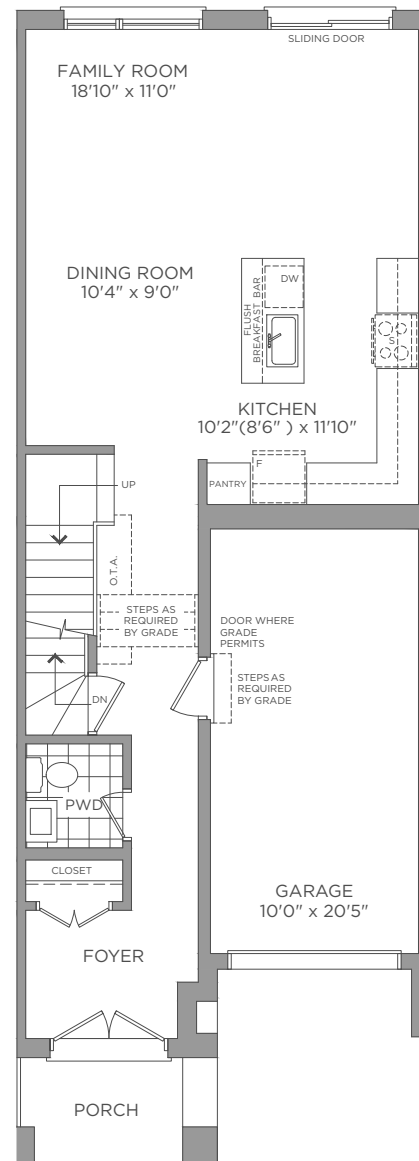 SLIDING DOOR
FAMILY ROOM
18'10" x 11'0"
DINING ROOM
10'4" x 9'0"
DW
FLUSH
BREAKFAST BAR
S
KITCHEN
10'2"(8'6" ) x 11'10"
F
PANTRY
UP
O.T.A.
STEPS AS
REQUIRED
BY GRADE
DOOR WHERE
GRADE
PERMITS
STEPS AS
REQUIRED
BY GRADE
DN
PWD
CLOSET
GARAGE
10'0" x 20'5"
FOYER
PORCH